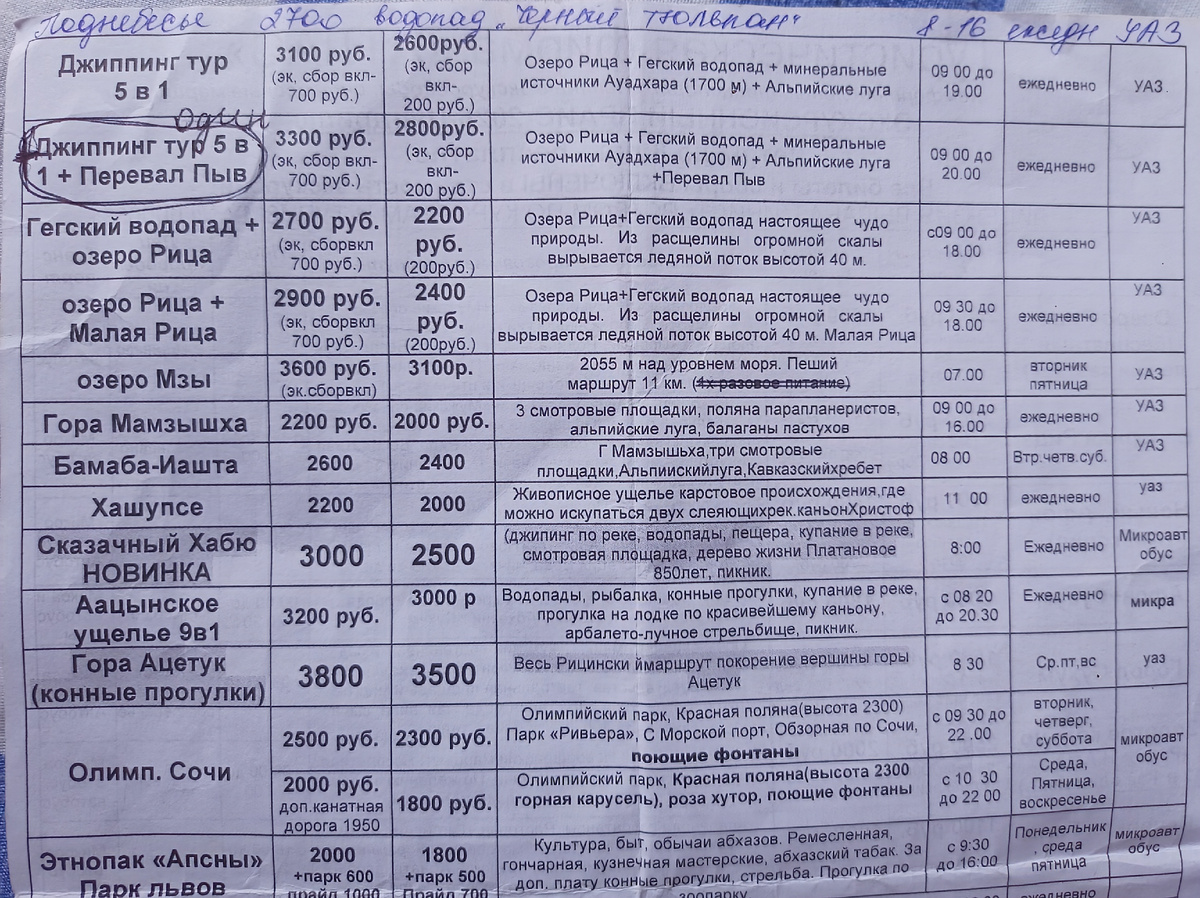 Поднебесье 2700 водопад „Черный тюльпан" 8-16 ежедн УАЗ
Джиппинг тур
5 в 1
3100 руб.
(эк, сбор вкл-
700 руб.)
2600руб.
(эк, сбор
вкл-
200 руб.)
Озеро Рица + Гегский водопад + минеральные
источники Ауадхара (1700 м) + Альпийские луга
09 00 до
19.00
ежедневно
УАЗ.
один
Джиппинг тур 5 в
1 + Перевал Пыв
3300 руб.
(эк, сбор вкл-
700 руб.)
2800руб.
(эк, сбор
вкл-
200 руб.)
Озеро Рица + Гегский водопад + минеральные
источники Ауадхара (1700 м) + Альпийские луга
+Перевал Пыв
09 00 до
20.00
ежедневно
УАЗ
Гегский водопад +
озеро Рица
2700 руб.
(эк, сборвкл
700 руб.)
2200
руб.
(200руб.)
Озера Рица+Гегский водопад настоящее чудо
природы. Из расщелины огромной скалы
вырывается ледяной поток высотой 40 м.
с09 00 до
18.00
ежедневно
УАЗ
озеро Рица +
Малая Рица
2900 руб.
(эк, сбор вкл
700 руб.)
2400
руб.
(200руб.)
Озера Рица+Гегский водопад настоящее чудо
природы. Из расщелины огромной скалы
вырывается ледяной поток высотой 40 м. Малая Рица
09 30 до
18.00
ежедневно
УАЗ
озеро Мзы
3600 руб.
(эк.сборвкл)
3100р.
2055 м над уровнем моря. Пеший
маршрут 11 км. (1х разовое питание)
07.00
вторник
пятница
УАЗ
Гора Мамзышха
2200 руб.
2000 руб.
3 смотровые площадки, поляна парапланеристов,
альпийские луга, балаганы пастухов
09 00 до
16.00
ежедневно
УАЗ
Бамаба-Иашта
2600
2400
Г Мамзышьха,три смотровые
площадки,Альпиискийлуга,Кавказскийхребет
08 00
Втр.четв.суб.
УАЗ
Хашупсе
2200
2000
Живописное ущелье карстового происхождения,где
можно искупаться двух слеяющихрек.каньонХристоф
11 00
ежедневно
уаз
Сказачный Хабю
НОВИНКА
3000
2500
(джипинг по реке, водопады, пещера, купание в реке,
смотровая площадка, дерево жизни Платановое
850лет, пикник.
8:00
Ежедневно
Микроавт
обус
Аацынское
ущелье 9в1
3200 руб.
3000 р
Водопады, рыбалка, конные прогулки, купание в реке,
прогулка на лодке по красивейшему каньону,
арбалето-лучное стрельбище, пикник.
с 08 20
до 20.30
Ежедневно
микра
Гора Ацетук
(конные прогулки)
3800
3500
Весь Рицински ймаршрут покорение вершины горы
Ацетук
8 30
Ср.пт,вс
уаз
Олимп. Сочи
2500 руб.
2300 руб.
Олимпийский парк, Красная поляна(высота 2300)
Парк «Ривьера», С Морской порт, Обзорная по Сочи,
поющие фонтаны
с 09 30 до
22 .00
вторник,
четверг,
суббота
микроавт
обус
2000 руб.
доп.канатная
дорога 1950
1800 руб.
Олимпийский парк, Красная поляна(высота 2300
горная карусель), роза хутор, поющие фонтаны
с 10 30
до 22 00
Среда,
Пятница,
воскресенье
Этнопак «Апсны»
Парк львов
2000
+парк 600
прайд 1000
1800
+парк 500
Прайд 700
Культура, быт, обычаи абхазов. Ремесленная,
гончарная, кузнечная мастерские, абхазский табак. За
доп. плату конные прогулки, стрельба. Прогулка по
зоопарку
с 9:30
до 16:00
Понедельник
, среда
пятница
микроавт
обус
ежедневно